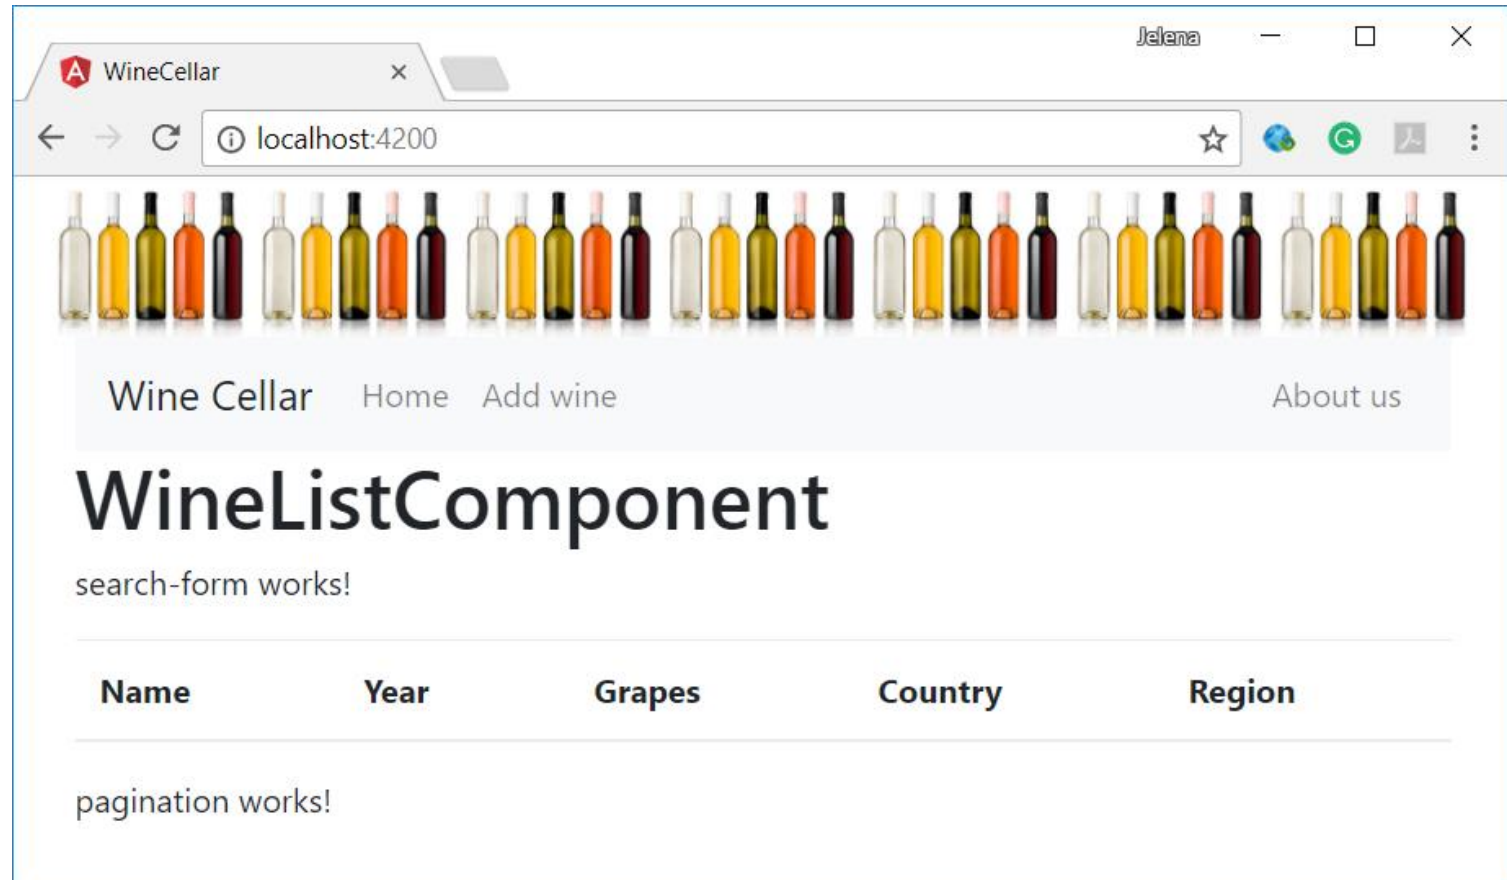 Jelena
WineCellar
localhost:4200
Wine Cellar Home Add wine About us
WineListComponent
search-form works!
Name Year Grapes Country Region
pagination works!